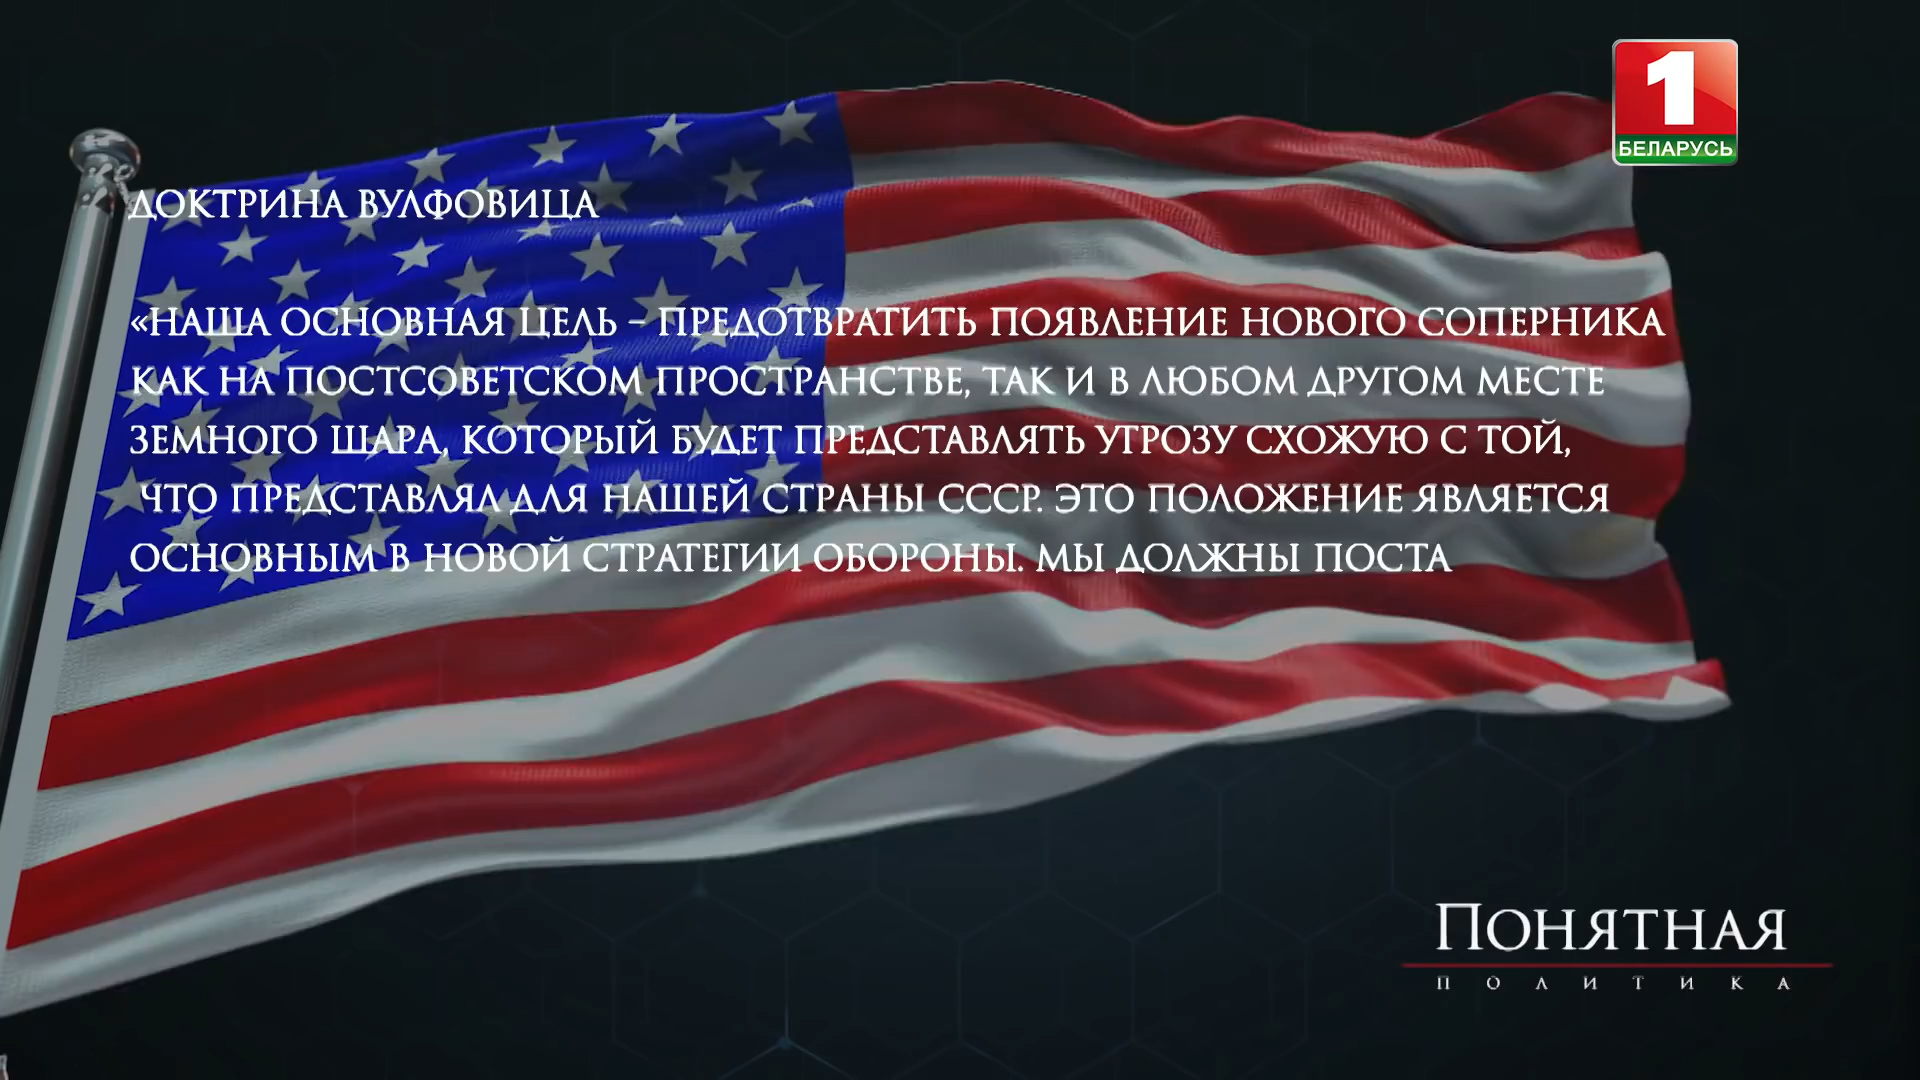 1
БЕЛАРУСЬ
ДОКТРИНА ВУЛФОВИЦА
«НАША ОСНОВНАЯ ЦЕЛЬ – ПРЕДОТВРАТИТЬ ПОЯВЛЕНИЕ НОВОГО СОПЕРНИКА
КАК НА ПОСТСОВЕТСКОМ ПРОСТРАНСТВЕ, ТАК И В ЛЮБОМ ДРУГОМ МЕСТЕ
ЗЕМНОГО ШАРА, КОТОРЫЙ БУДЕТ ПРЕДСТАВЛЯТЬ УГРОЗУ СХОЖУЮ С ТОЙ,
ЧТО ПРЕДСТАВЛЯЛ ДЛЯ НАШЕЙ СТРАНЫ СССР. ЭТО ПОЛОЖЕНИЕ ЯВЛЯЕТСЯ
ОСНОВНЫМ В НОВОЙ СТРАТЕГИИ ОБОРОНЫ. МЫ ДОЛЖНЫ ПОСТА
ПОНЯТНАЯ
ПОЛИТИКА